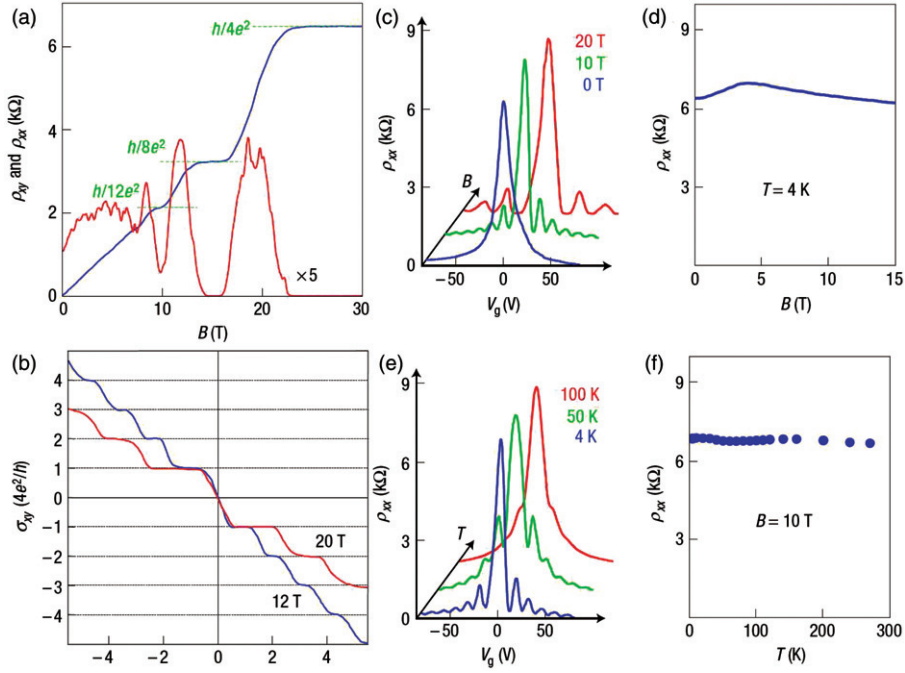 (a)
6
4
2
0
0
10
20
30
ρxy and ρxx (kΩ)
B (T)
h/4e²
h/8e²
h/12e²
×5
(b)
4
3
2
1
0
−1
−2
−3
−4
−4
−2
0
2
4
σxy (4e²/h)
20 T
12 T
(c)
9
6
3
0
−50
0
50
ρxx (kΩ)
Vg (V)
B
20 T
10 T
0 T
(d)
9
6
3
0
0
5
10
15
ρxx (kΩ)
B (T)
T = 4 K
(e)
9
6
3
0
−50
0
50
ρxx (kΩ)
Vg (V)
T
100 K
50 K
4 K
(f)
9
6
3
0
0
100
200
300
ρxx (kΩ)
T (K)
B = 10 T